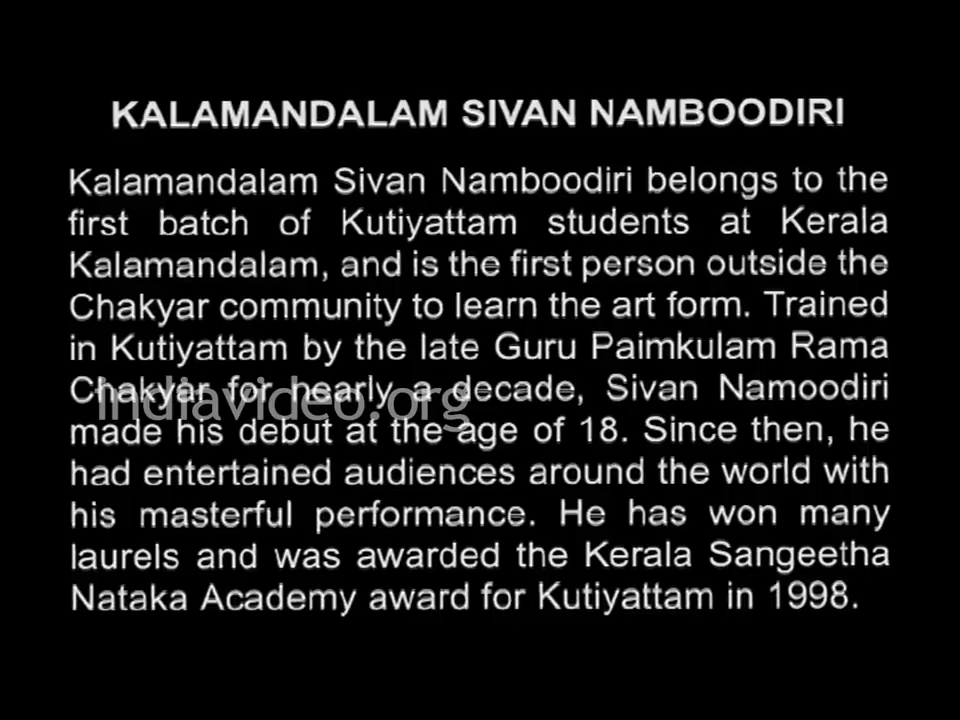 KALAMANDALAM SIVAN NAMBOODIRI
Kalamandalam Sivan Namboodiri belongs to the
first batch of Kutiyattam students at Kerala
Kalamandalam, and is the first person outside the
Chakyar community to learn the art form. Trained
in Kutiyattam by the late Guru Paimkulam Rama
Chakyar for nearly a decade, Sivan Namoodiri
indiavideo.org
made his debut at the age of 18. Since then, he
had entertained audiences around the world with
his masterful performance. He has won many
laurels and was awarded the Kerala Sangeetha
Nataka Academy award for Kutiyattam in 1998.